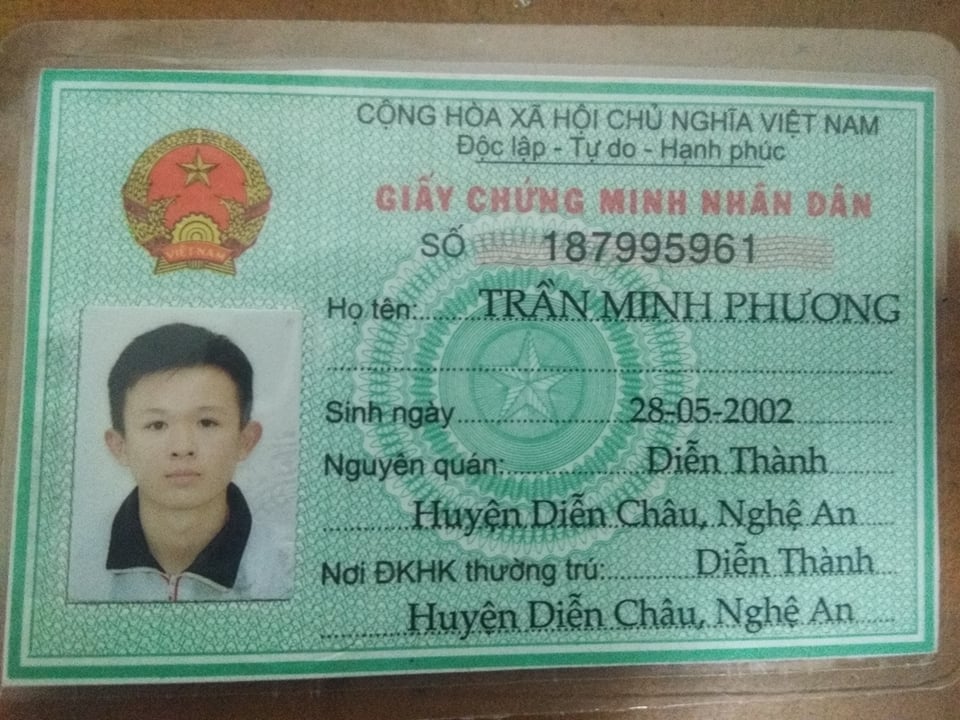 CỘNG HÒA XÃ HỘI CHỦ NGHĨA VIỆT NAM
Độc lập - Tự do - Hạnh phúc
GIẤY CHỨNG MINH NHÂN DÂN
SỐ 187995961
VIỆT NAM
Họ tên: TRẦN MINH PHƯƠNG
Sinh ngày 28-05-2002
Nguyên quán: Diễn Thành
Huyện Diễn Châu, Nghệ An
Nơi ĐKHK thường trú: Diễn Thành
Huyện Diễn Châu, Nghệ An